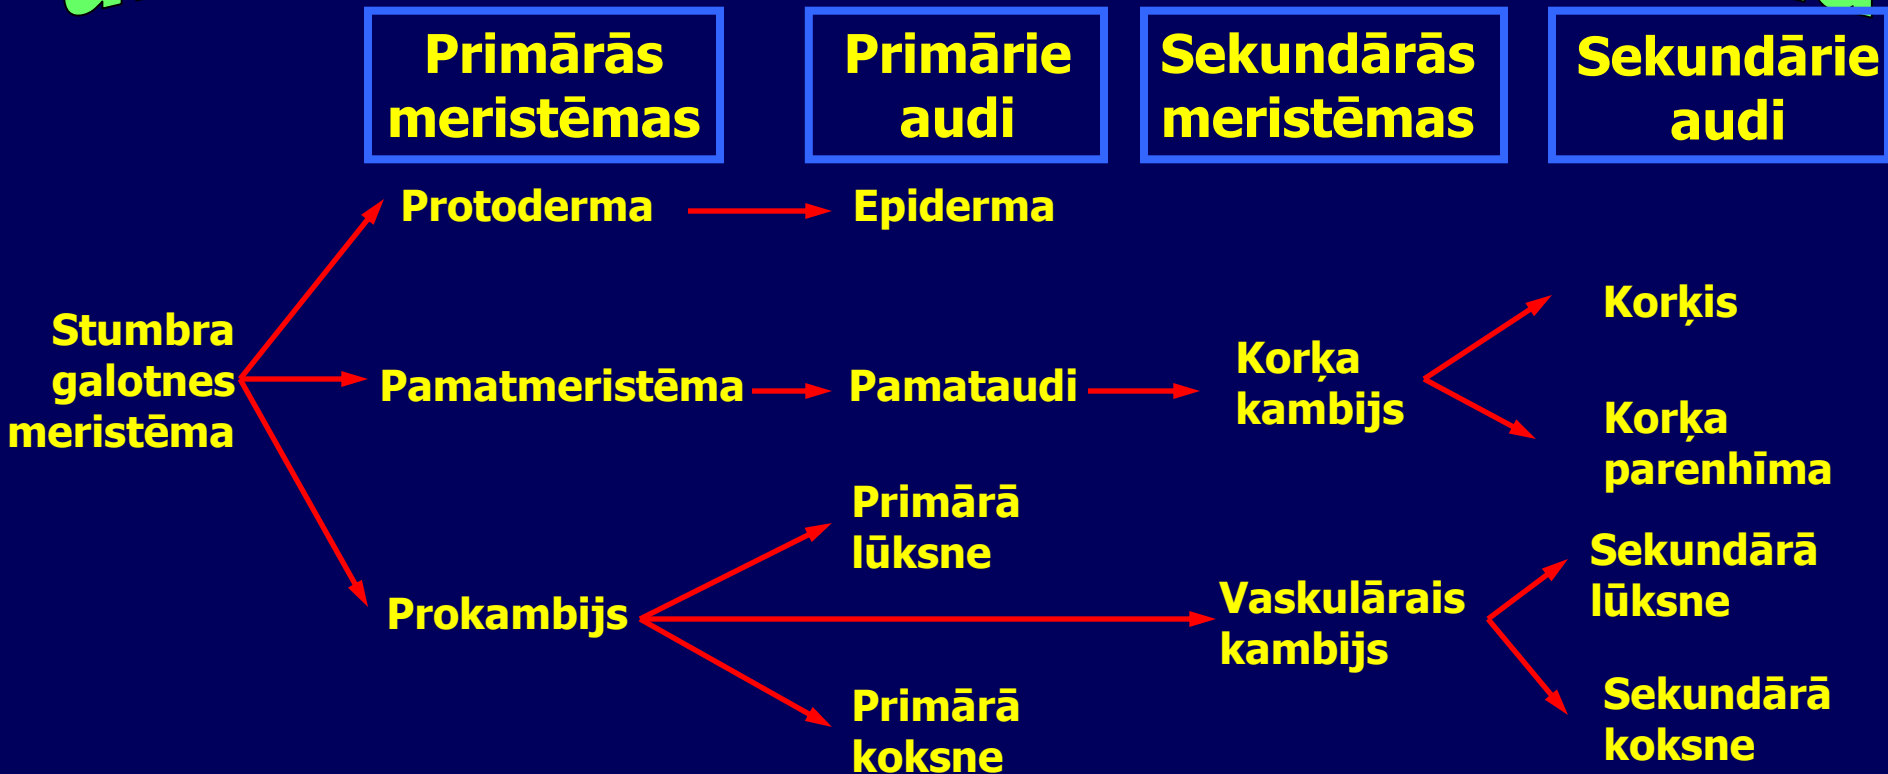 Primārās
meristēmas
Primārie
audi
Sekundārās
meristēmas
Sekundārie
audi
Protoderma
Epiderma
Stumbra
galotnes
meristēma
Pamatmeristēma
Pamataudi
Korķa
kambijs
Korķis
Korķa
parenhīma
Prokambijs
Primārā
lūksne
Primārā
koksne
Vaskulārais
kambijs
Sekundārā
lūksne
Sekundārā
koksne